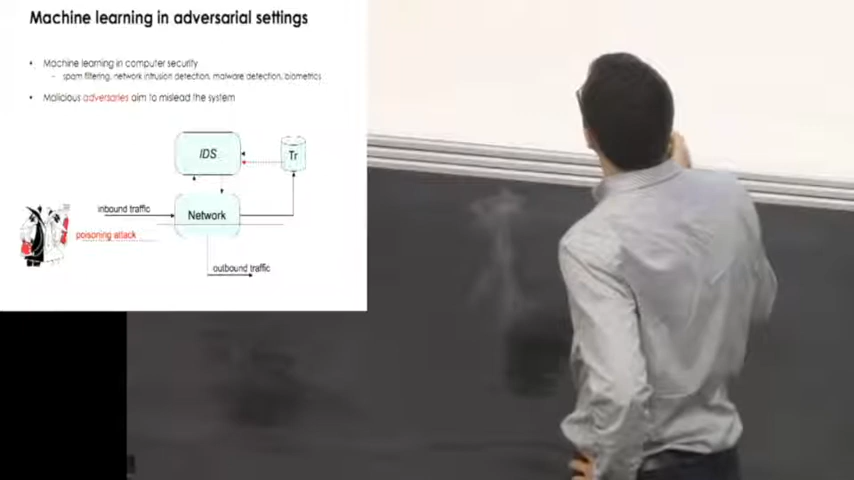 Machine learning in adversarial settings
• Machine learning in computer security
- spam filtering, network intrusion detection, malware detection, biometrics
• Malicious adversaries aim to mislead the system
IDS
Tr
inbound traffic
Network
poisoning attack
outbound traffic